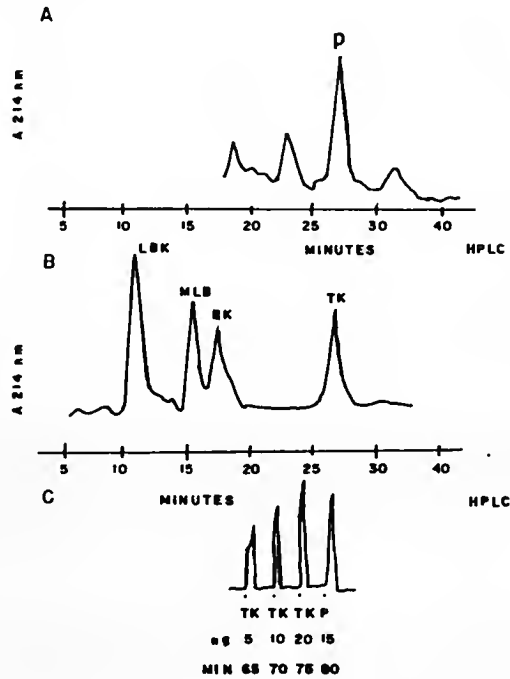 A
P
A 214 nm
5 10 15 20 25 30 40
MINUTES HPLC
B
LBK
MLB
BK
TK
A 214 nm
5 10 15 20 25 30 40
MINUTES HPLC
C
TK TK TK P
ng 5 10 20 15
MIN 65 70 75 80